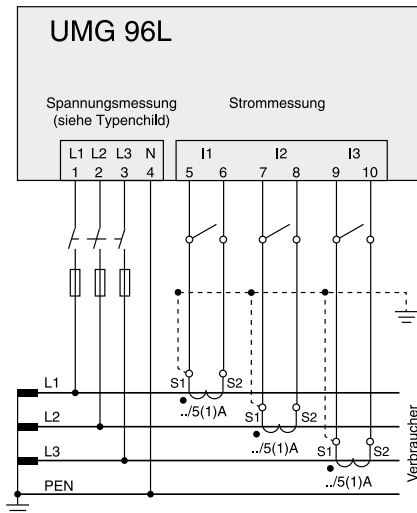 UMG 96L
Spannungsmessung
(siehe Typenchild)
Strommessung
L1 L2 L3 N
1 2 3 4
I1 I2 I3
5 6 7 8 9 10
L1
S1 S2
../5(1)A
L2
S1 S2
../5(1)A
L3
S1 S2
../5(1)A
PEN
Verbraucher